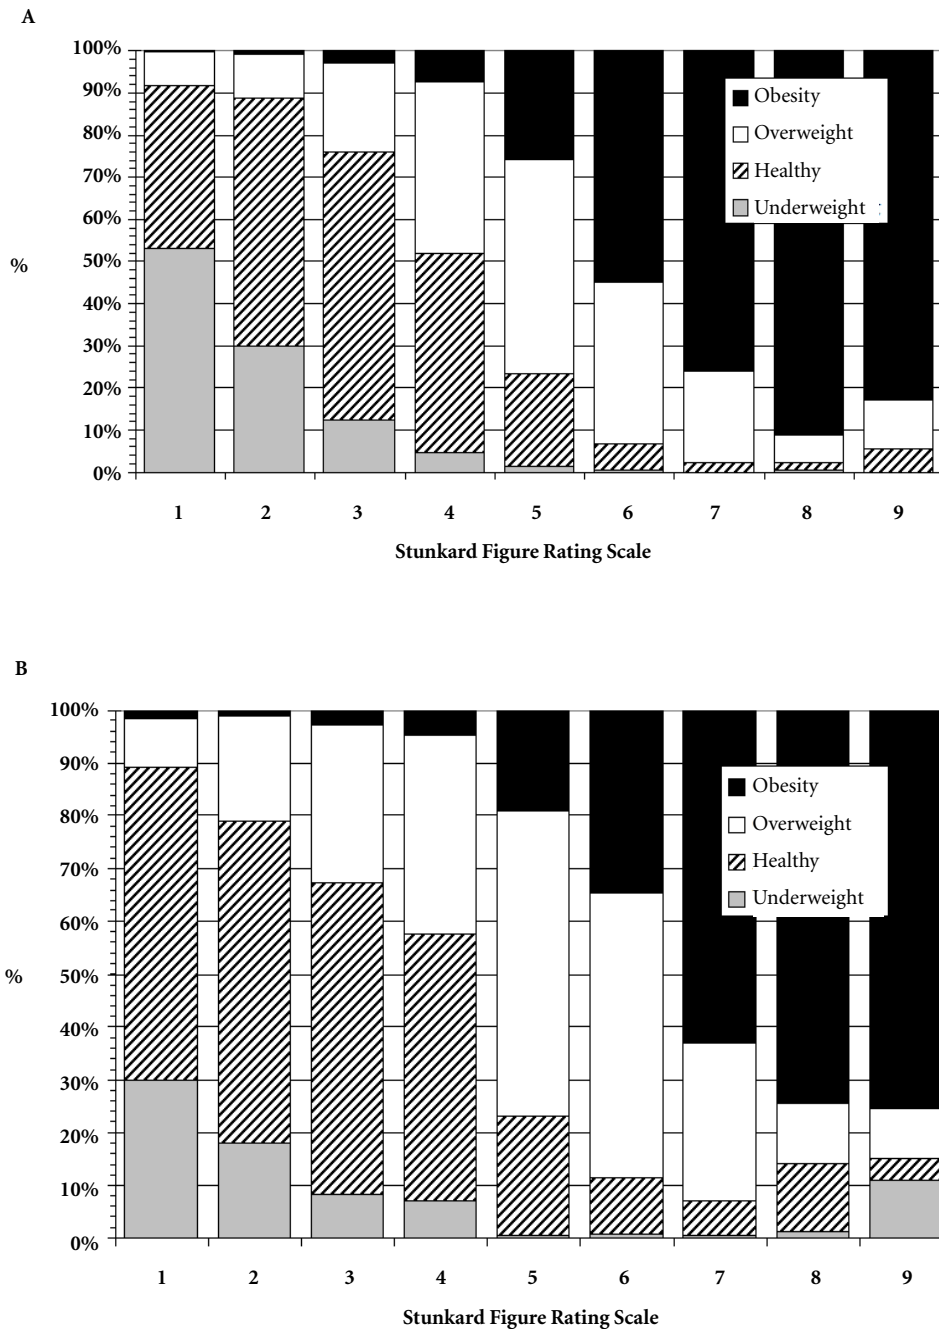 A
100%
90%
80%
70%
60%
50%
40%
30%
20%
10%
0%
%
Obesity
Overweight
Healthy
Underweight
1 2 3 4 5 6 7 8 9
Stunkard Figure Rating Scale
B
100%
90%
80%
70%
60%
50%
40%
30%
20%
10%
0%
%
Obesity
Overweight
Healthy
Underweight
1 2 3 4 5 6 7 8 9
Stunkard Figure Rating Scale